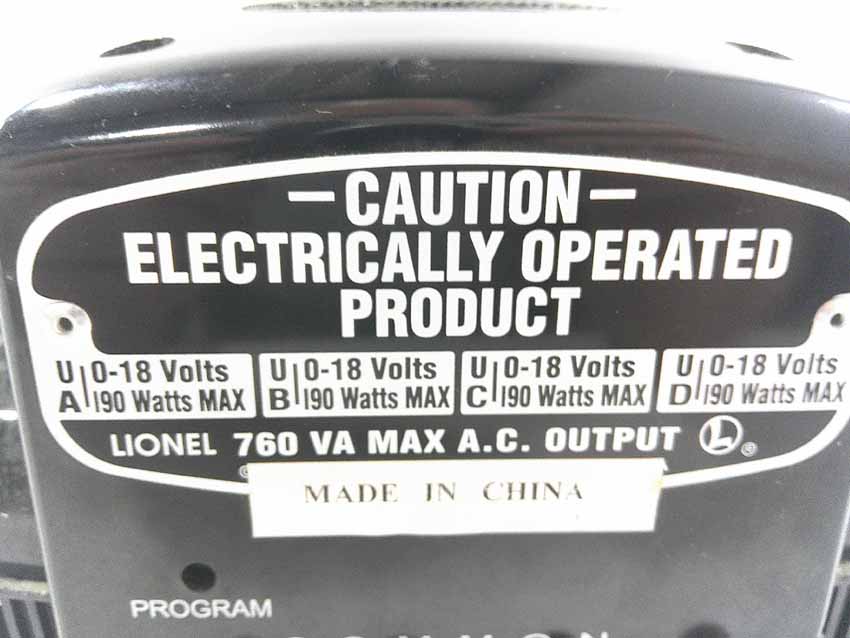 — CAUTION —
ELECTRICALLY OPERATED
PRODUCT
U 0-18 Volts U 0-18 Volts U 0-18 Volts U 0-18 Volts
A 190 Watts MAX B 190 Watts MAX C 190 Watts MAX D 190 Watts MAX
LIONEL 760 VA MAX A.C. OUTPUT L ®
MADE IN CHINA
PROGRAM
COMMON